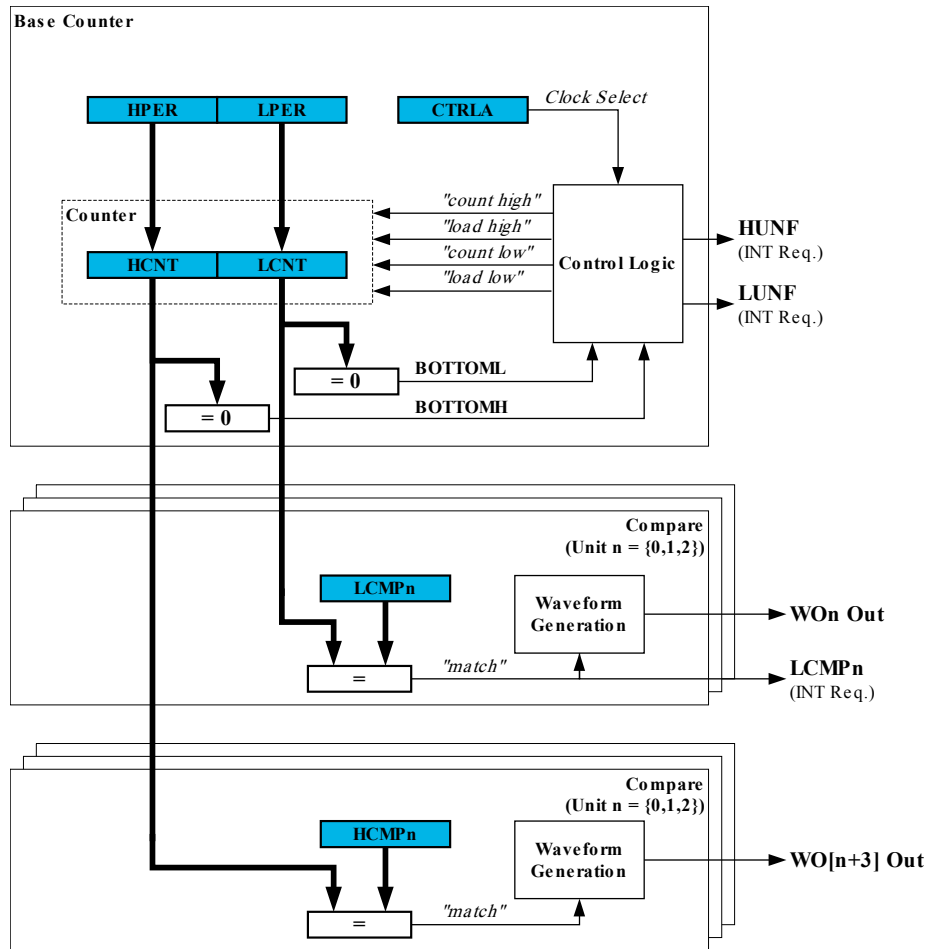 Base Counter
HPER
LPER
CTRLA
Clock Select
Counter
"count high"
"load high"
"count low"
"load low"
HCNT
LCNT
Control Logic
HUNF
(INT Req.)
LUNF
(INT Req.)
= 0
BOTTOML
= 0
BOTTOMH
Compare
(Unit n = {0,1,2})
LCMPn
Waveform
Generation
WOn Out
=
"match"
LCMPn
(INT Req.)
Compare
(Unit n = {0,1,2})
HCMPn
Waveform
Generation
WO[n+3] Out
=
"match"